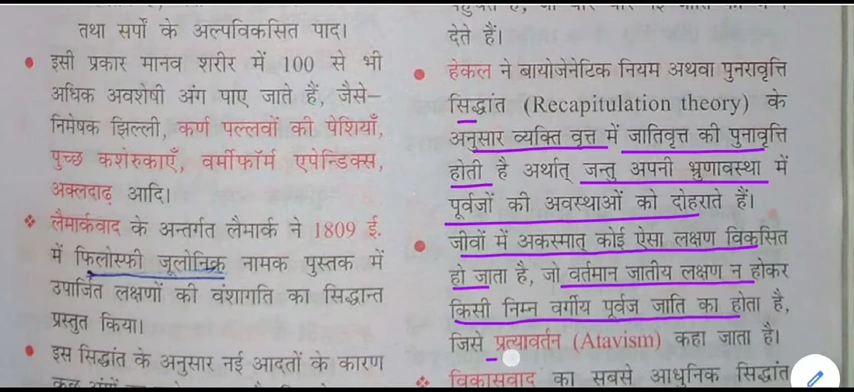 तथा सर्पों के अल्पविकसित पाद।
इसी प्रकार मानव शरीर में 100 से भी
अधिक अवशेषी अंग पाए जाते हैं, जैसे–
निमेषक झिल्ली, कर्ण पल्लवों की पेशियाँ,
पुच्छ कशेरुकाएँ, वर्मीफॉर्म एपेन्डिक्स,
अक्लदाढ़ आदि।
लैमार्कवाद के अन्तर्गत लैमार्क ने 1809 ई.
में फिलोस्फी जूलोनिक्र नामक पुस्तक में
उपार्जित लक्षणों की वंशागति का सिद्धान्त
प्रस्तुत किया।
इस सिद्धांत के अनुसार नई आदतों के कारण
देते हैं।
हेकल ने बायोजेनेटिक नियम अथवा पुनरावृत्ति
सिद्धांत (Recapitulation theory) के
अनुसार व्यक्ति वृत्त में जातिवृत्त की पुनावृत्ति
होती है अर्थात् जन्तु अपनी भ्रुणावस्था में
पूर्वजों की अवस्थाओं को दोहराते हैं।
जीवों में अकस्मात् कोई ऐसा लक्षण विकसित
हो जाता है, जो वर्तमान जातीय लक्षण न होकर
किसी निम्न वर्गीय पूर्वज जाति का होता है,
जिसे प्रत्यावर्तन (Atavism) कहा जाता है।
विकासवाद का सबसे आधुनिक सिद्धांत